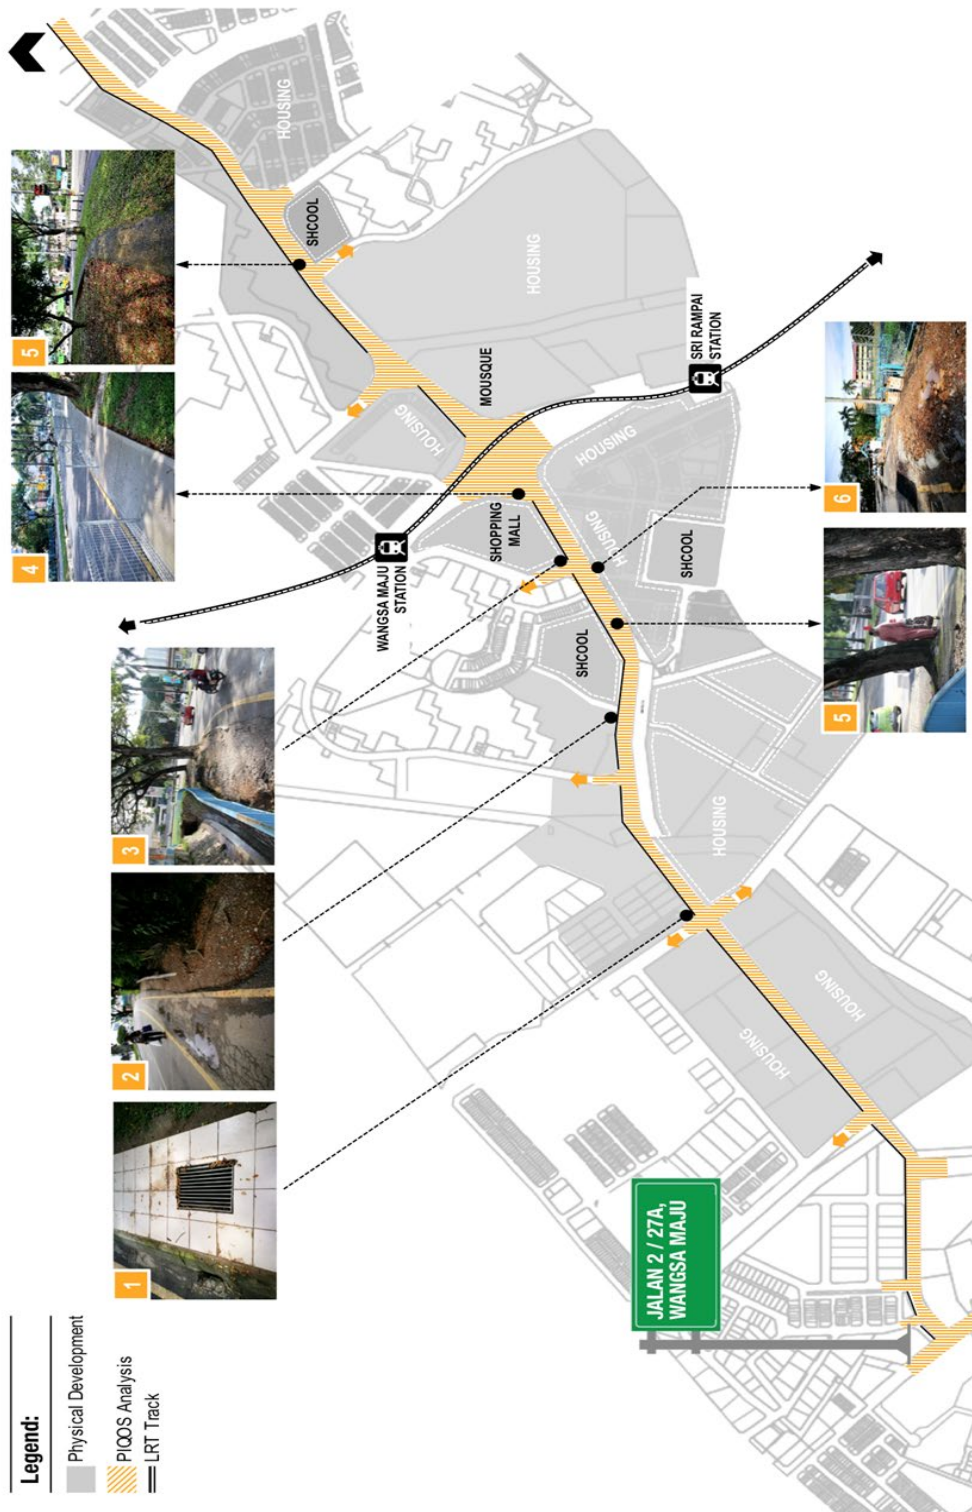 Legend:
Physical Development
PIQOS Analysis
LRT Track
1
2
3
4
5
5
6
JALAN 2 / 27A,
WANGSA MAJU
WANGSA MAJU
STATION
SRI RAMPAI
STATION
SHOPPING
MALL
MOUSQUE
SHCOOL
SHCOOL
SHCOOL
HOUSING
HOUSING
HOUSING
HOUSING
HOUSING
HOUSING
HOUSING
HOUSING